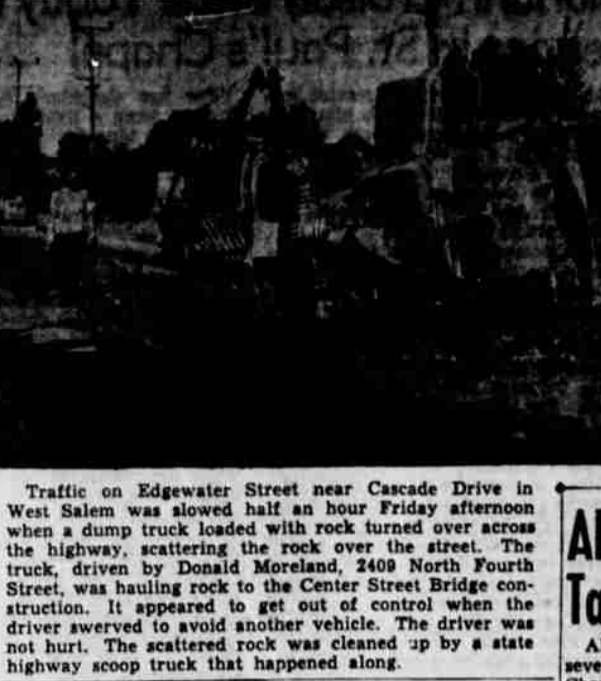 Traffic on Edgewater Street near Cascade Drive in
West Salem was slowed half an hour Friday afternoon
when a dump truck loaded with rock turned over across
the highway, scattering the rock over the street. The
truck, driven by Donald Moreland, 2409 North Fourth
Street, was hauling rock to the Center Street Bridge con-
struction. It appeared to get out of control when the
driver swerved to avoid another vehicle. The driver was
not hurt. The scattered rock was cleaned up by a state
highway scoop truck that happened along.